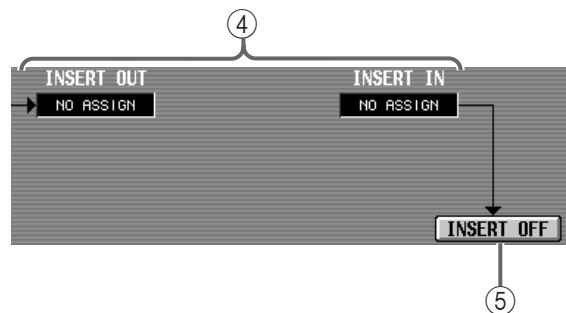 ④
INSERT OUT INSERT IN
NO ASSIGN NO ASSIGN
INSERT OFF
⑤